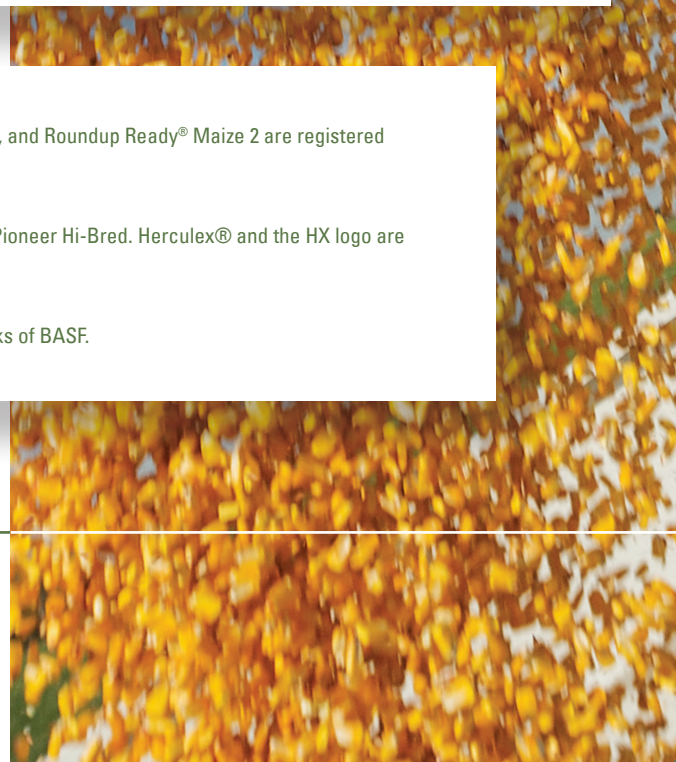 , and Roundup Ready® Maize 2 are registered
Pioneer Hi-Bred. Herculex® and the HX logo are
ks of BASF.